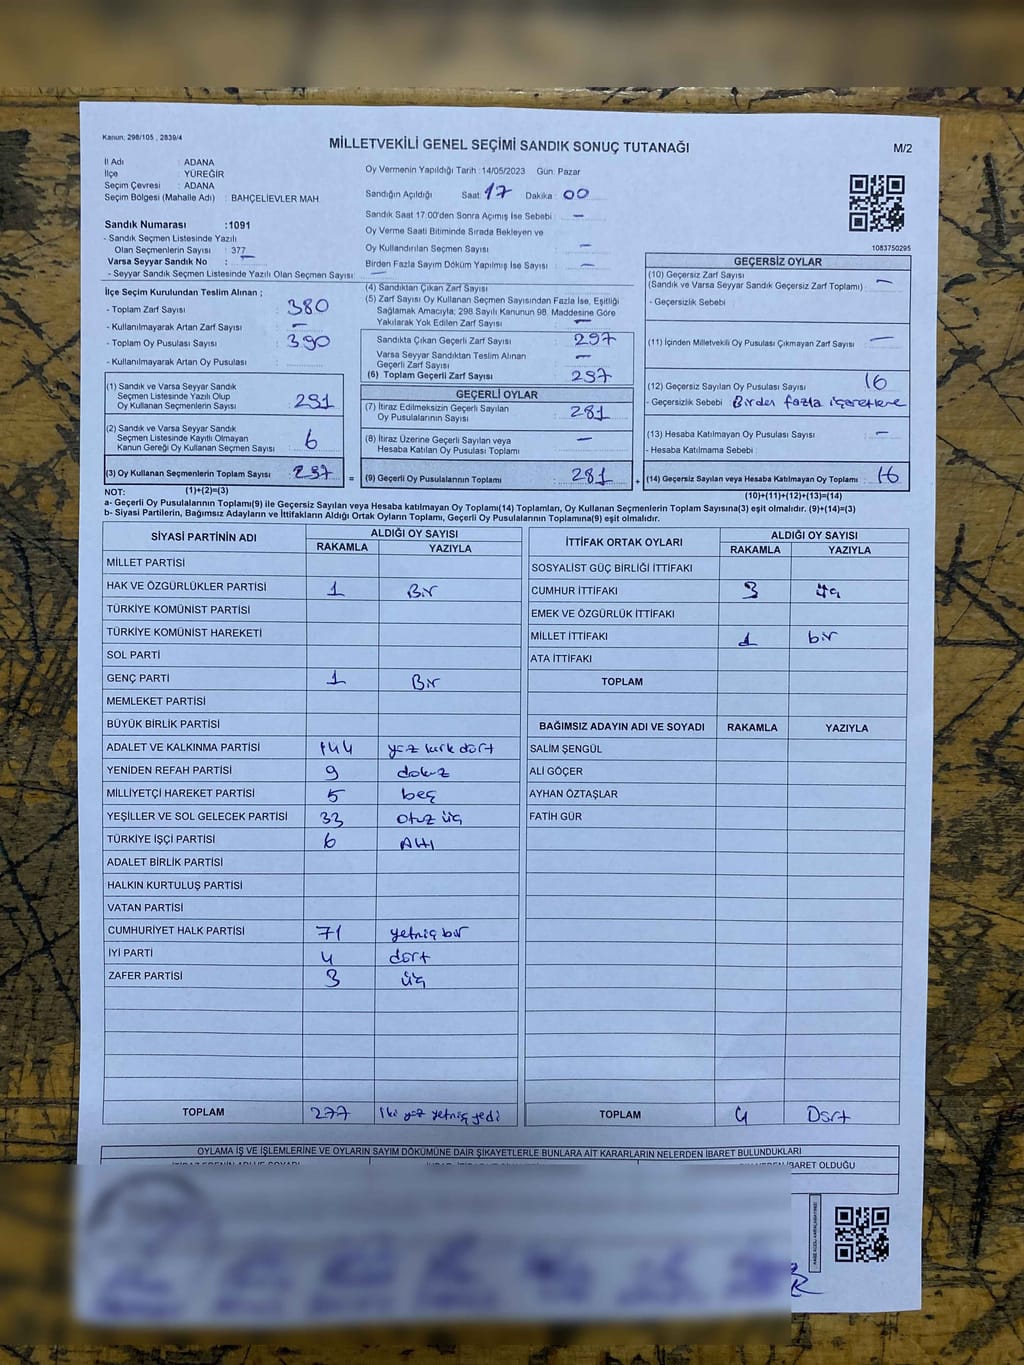 Kanun; 298/105 , 2839/4
MİLLETVEKİLİ GENEL SEÇİMİ SANDIK SONUÇ TUTANAĞI
M/2
İl Adı : ADANA
İlçe : YÜREĞİR
Seçim Çevresi : ADANA
Seçim Bölgesi (Mahalle Adı) : BAHÇELİEVLER MAH.
Sandık Numarası :1091
- Sandık Seçmen Listesinde Yazılı
Olan Seçmenlerin Sayısı : 377
Varsa Seyyar Sandık No : —
- Seyyar Sandık Seçmen Listesinde Yazılı Olan Seçmen Sayısı —
Oy Vermenin Yapıldığı Tarih :14/05/2023 Gün. Pazar
Sandığın Açıldığı Saat: 17 Dakika : 00
Sandık Saat 17.00'den Sonra Açımış İse Sebebi : —
Oy Verme Saati Bitiminde Sırada Bekleyen ve
Oy Kullandırılan Seçmen Sayısı : —
Birden Fazla Sayım Döküm Yapılmış İse Sayısı : —
1083750295
İlçe Seçim Kurulundan Teslim Alınan ;
- Toplam Zarf Sayısı : 380
- Kullanılmayarak Artan Zarf Sayısı : —
- Toplam Oy Pusulası Sayısı : 390
- Kullanılmayarak Artan Oy Pusulası :
(1) Sandık ve Varsa Seyyar Sandık
Seçmen Listesinde Yazılı Olup
Oy Kullanan Seçmenlerin Sayısı : 291
(2) Sandık ve Varsa Seyyar Sandık
Seçmen Listesinde Kayıtlı Olmayan
Kanun Gereği Oy Kullanan Seçmen Sayısı : 6
(3) Oy Kullanan Seçmenlerin Toplam Sayısı : 297
(1)+(2)=(3)
(4) Sandıktan Çıkan Zarf Sayısı :
(5) Zarf Sayısı Oy Kullanan Seçmen Sayısından Fazla İse, Eşitliği
Sağlamak Amacıyla; 298 Sayılı Kanunun 98. Maddesine Göre
Yakılarak Yok Edilen Zarf Sayısı : —
Sandıkta Çıkan Geçerli Zarf Sayısı : 297
Varsa Seyyar Sandıktan Teslim Alınan
Geçerli Zarf Sayısı : —
(6) Toplam Geçerli Zarf Sayısı : 297
GEÇERLİ OYLAR
(7) İtiraz Edilmeksizin Geçerli Sayılan
Oy Pusulalarının Sayısı : 281
(8) İtiraz Üzerine Geçerli Sayılan veya
Hesaba Katılan Oy Pusulası Toplamı : —
= (9) Geçerli Oy Pusulalarının Toplamı : 281
GEÇERSİZ OYLAR
(10) Geçersiz Zarf Sayısı
(Sandık ve Varsa Seyyar Sandık Geçersiz Zarf Toplamı) : —
- Geçersizlik Sebebi :
(11) İçinden Milletvekili Oy Pusulası Çıkmayan Zarf Sayısı : —
(12) Geçersiz Sayılan Oy Pusulası Sayısı : 16
- Geçersizlik Sebebi Birden fazla işaretleme
(13) Hesaba Katılmayan Oy Pusulası Sayısı : —
- Hesaba Katılmama Sebebi :
+ (14) Geçersiz Sayılan veya Hesaba Katılmayan Oy Toplamı : 16
(10)+(11)+(12)+(13)=(14)
NOT:
a- Geçerli Oy Pusulalarının Toplamı(9) ile Geçersiz Sayılan veya Hesaba katılmayan Oy Toplamı(14) Toplamları, Oy Kullanan Seçmenlerin Toplam Sayısına(3) eşit olmalıdır. (9)+(14)=(3)
b- Siyasi Partilerin, Bağımsız Adayların ve İttifakların Aldığı Ortak Oyların Toplamı, Geçerli Oy Pusulalarının Toplamına(9) eşit olmalıdır.
SİYASİ PARTİNİN ADI ALDIĞI OY SAYISI
RAKAMLA YAZIYLA
MİLLET PARTİSİ
HAK VE ÖZGÜRLÜKLER PARTİSİ 1 Bir
TÜRKİYE KOMÜNİST PARTİSİ
TÜRKİYE KOMÜNİST HAREKETİ
SOL PARTİ
GENÇ PARTİ 1 Bir
MEMLEKET PARTİSİ
BÜYÜK BİRLİK PARTİSİ
ADALET VE KALKINMA PARTİSİ 144 yüz kırk dört
YENİDEN REFAH PARTİSİ 9 dokuz
MİLLİYETÇİ HAREKET PARTİSİ 5 beş
YEŞİLLER VE SOL GELECEK PARTİSİ 33 otuz üç
TÜRKİYE İŞÇİ PARTİSİ 6 Altı
ADALET BİRLİK PARTİSİ
HALKIN KURTULUŞ PARTİSİ
VATAN PARTİSİ
CUMHURİYET HALK PARTİSİ 71 yetmiş bir
İYİ PARTİ 4 dört
ZAFER PARTİSİ 3 üç
TOPLAM 277 İki yüz yetmiş yedi
İTTİFAK ORTAK OYLARI ALDIĞI OY SAYISI
RAKAMLA YAZIYLA
SOSYALİST GÜÇ BİRLİĞİ İTTİFAKI
CUMHUR İTTİFAKI 3 üç
EMEK VE ÖZGÜRLÜK İTTİFAKI
MİLLET İTTİFAKI 1 bir
ATA İTTİFAKI
TOPLAM
BAĞIMSIZ ADAYIN ADI VE SOYADI RAKAMLA YAZIYLA
SALİM ŞENGÜL
ALİ GÖÇER
AYHAN ÖZTAŞLAR
FATİH GÜR
TOPLAM 4 Dört
OYLAMA İŞ VE İŞLEMLERİNE VE OYLARIN SAYIM DÖKÜMÜNE DAİR ŞİKAYETLERLE BUNLARA AİT KARARLARIN NELERDEN İBARET BULUNDUKLARI
İBARET OLDUĞU